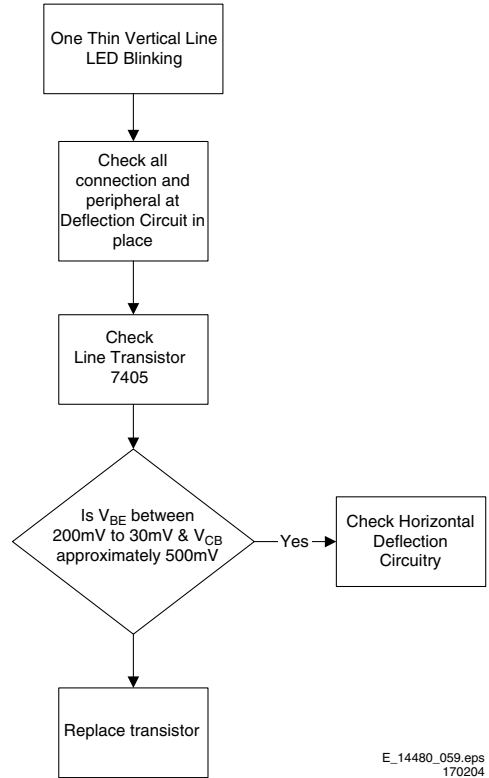 One Thin Vertical Line
LED Blinking
Check all
connection and
peripheral at
Deflection Circuit in
place
Check
Line Transistor
7405
Is VBE between
200mV to 30mV & VCB
approximately 500mV
Yes
Check Horizontal
Deflection
Circuitry
Replace transistor
E_14480_059.eps
170204